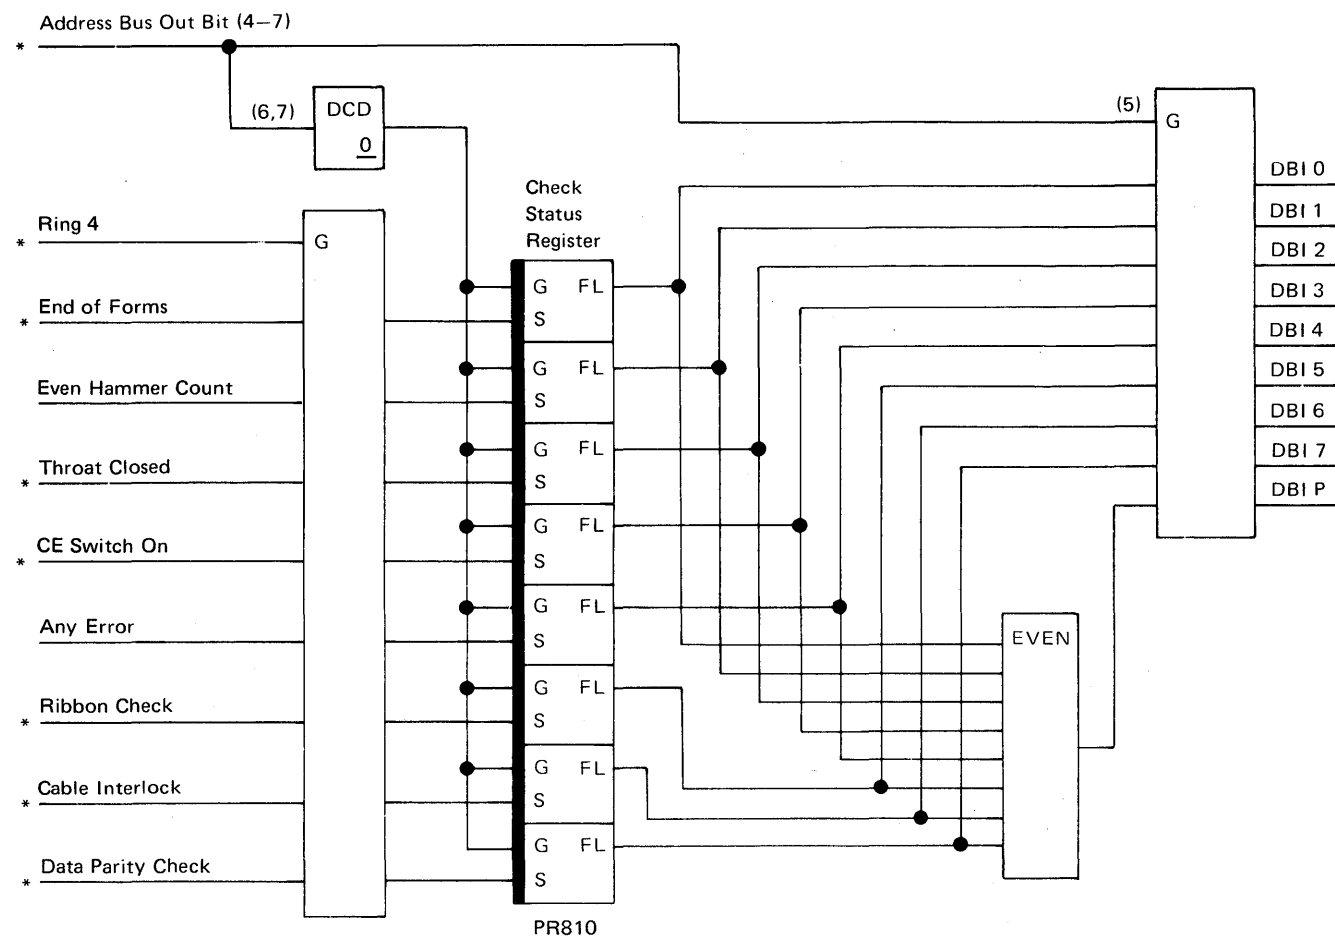 Address Bus Out Bit (4–7)
*
(6,7)
DCD
0
(5)
G
DBI 0
DBI 1
DBI 2
DBI 3
DBI 4
DBI 5
DBI 6
DBI 7
DBI P
Check
Status
Register
Ring 4
*
G
End of Forms
*
Even Hammer Count
Throat Closed
*
CE Switch On
*
Any Error
Ribbon Check
*
Cable Interlock
*
Data Parity Check
*
G FL
S
G FL
S
G FL
S
G FL
S
G FL
S
G FL
S
G FL
S
G FL
S
EVEN
PR810